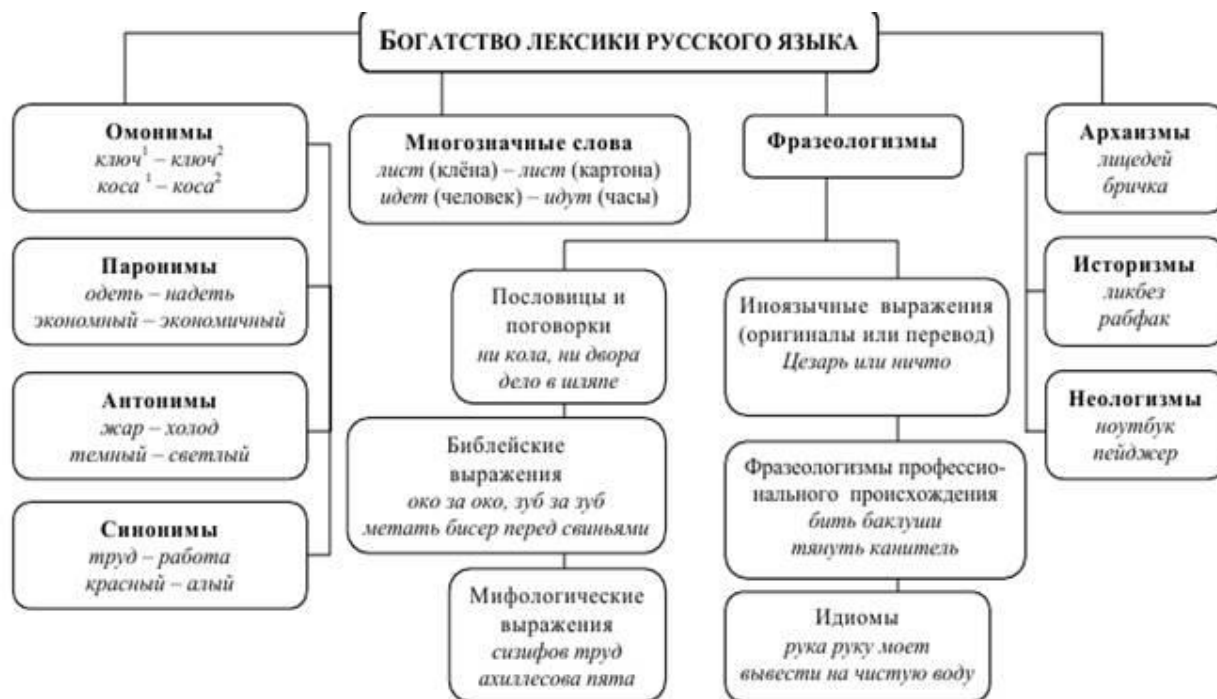 БОГАТСТВО ЛЕКСИКИ РУССКОГО ЯЗЫКА
Омонимы
ключ¹ – ключ²
коса ¹ – коса²
Паронимы
одеть – надеть
экономный – экономичный
Антонимы
жар – холод
темный – светлый
Синонимы
труд – работа
красный – алый
Многозначные слова
лист (клёна) – лист (картона)
идет (человек) – идут (часы)
Фразеологизмы
Пословицы и
поговорки
ни кола, ни двора
дело в шляпе
Библейские
выражения
око за око, зуб за зуб
метать бисер перед свиньями
Мифологические
выражения
сизифов труд
ахиллесова пята
Иноязычные выражения
(оригиналы или перевод)
Цезарь или ничто
Фразеологизмы профессио-
нального происхождения
бить баклуши
тянуть канитель
Идиомы
рука руку моет
вывести на чистую воду
Архаизмы
лицедей
бричка
Историзмы
ликбез
рабфак
Неологизмы
ноутбук
пейджер